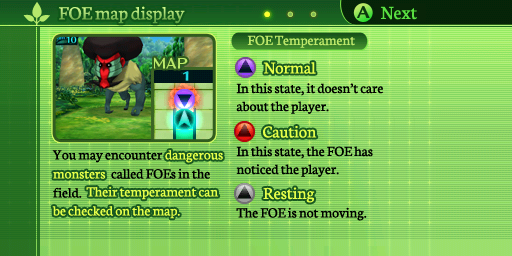 FOE map display
A Next
10
MAP
1
You may encounter dangerous
monsters called FOEs in the
field. Their temperament can
be checked on the map.
FOE Temperament
Normal
In this state, it doesn't care
about the player.
Caution
In this state, the FOE has
noticed the player.
Resting
The FOE is not moving.